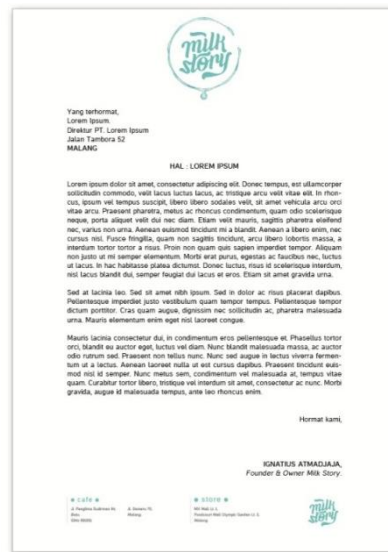 milk
story
Yang terhormat,
Lorem Ipsum.
Direktur PT. Lorem Ipsum
Jalan Tambora 52
MALANG
HAL : LOREM IPSUM
Lorem ipsum dolor sit amet, consectetur adipiscing elit. Donec tempus, est ullamcorper
sollicitudin commodo, velit lacus luctus lacus, ac tristique arcu velit vitae elit. In rhon-
cus, ipsum vel tempus suscipit, libero libero sodales velit, sit amet vehicula arcu orci
vitae arcu. Praesent pharetra, metus ac rhoncus condimentum, quam odio scelerisque
neque, porta aliquet velit dui nec diam. Etiam velit mauris, sagittis pharetra eleifend
nec, varius non urna. Aenean euismod tincidunt mi a blandit. Aenean a libero enim, nec
cursus nisl. Fusce fringilla, quam non sagittis tincidunt, arcu libero lobortis massa, a
interdum tortor tortor a risus. Proin non quam quis sapien imperdiet tempor. Aliquam
non justo ut mi semper elementum. Morbi erat purus, egestas ac faucibus nec, luctus
ut lacus. In hac habitasse platea dictumst. Donec luctus, risus id scelerisque interdum,
nisl lacus blandit dui, semper feugiat dui lacus et eros. Etiam sit amet gravida urna.
Sed at lacinia leo. Sed sit amet nibh ipsum. Sed in dolor ac risus placerat dapibus.
Pellentesque imperdiet justo vestibulum quam tempor tempus. Pellentesque tempor
dictum porttitor. Cras quam augue, dignissim nec sollicitudin ac, pharetra malesuada
urna. Mauris elementum enim eget nisl laoreet congue.
Mauris lacinia consectetur dui, in condimentum eros pellentesque et. Phasellus tortor
orci, blandit eu auctor eget, luctus vel diam. Nunc blandit malesuada massa, ac auctor
odio rutrum sed. Praesent non tellus nunc. Nunc sed augue in lectus viverra fermen-
tum ut a lectus. Aenean laoreet nulla ut est cursus dapibus. Praesent tincidunt euis-
mod nisl id semper. Nunc metus sem, condimentum vel malesuada at, tempus vitae
quam. Curabitur tortor libero, tristique vel interdum sit amet, consectetur ac nunc. Morbi
gravida, augue id malesuada tempus, ante leo rhoncus enim.
Hormat kami,
IGNATIUS ATMADJAJA,
Founder & Owner Milk Story.
cafe
Jl. Panglima Sudirman
Batu
Malang
store
MX Mall Lt.
Malang
milk
story